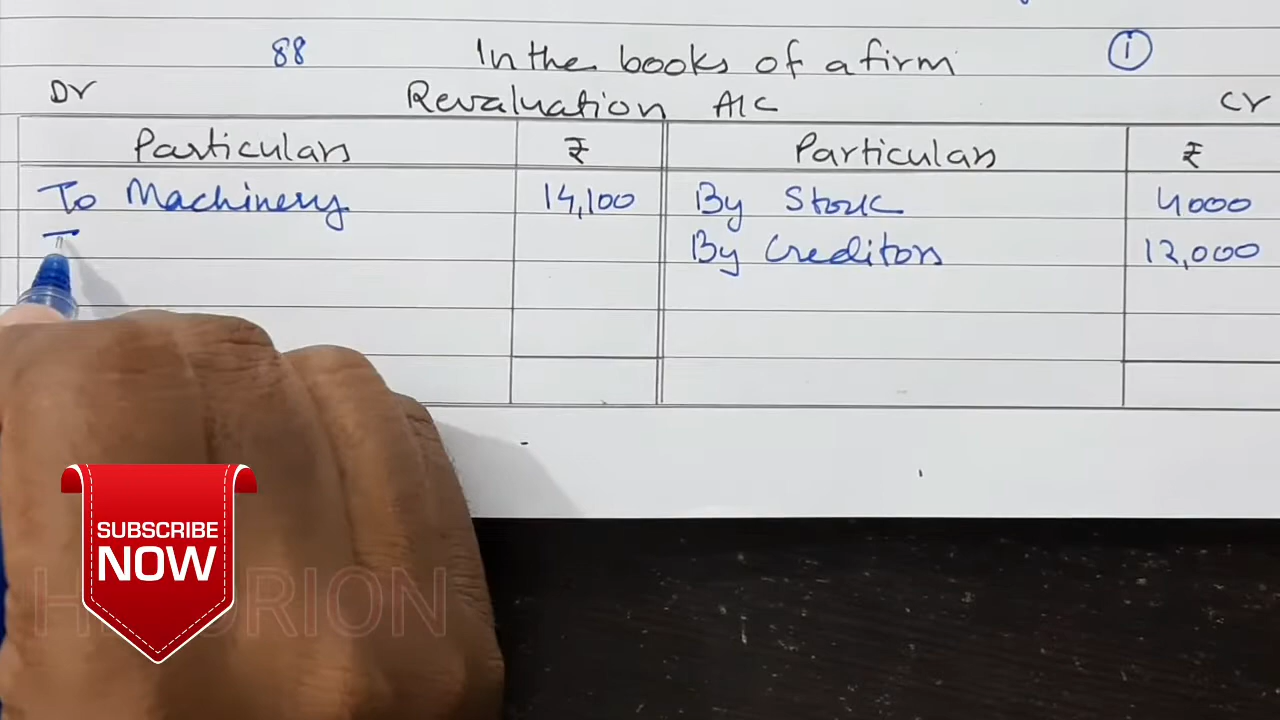 88 In the books of a firm 1
Dr Revaluation A/C Cr
Particulars ₹ Particulars ₹
To Machinery 14,100 By Stock 4000
T By Creditors 12,000
SUBSCRIBE
NOW